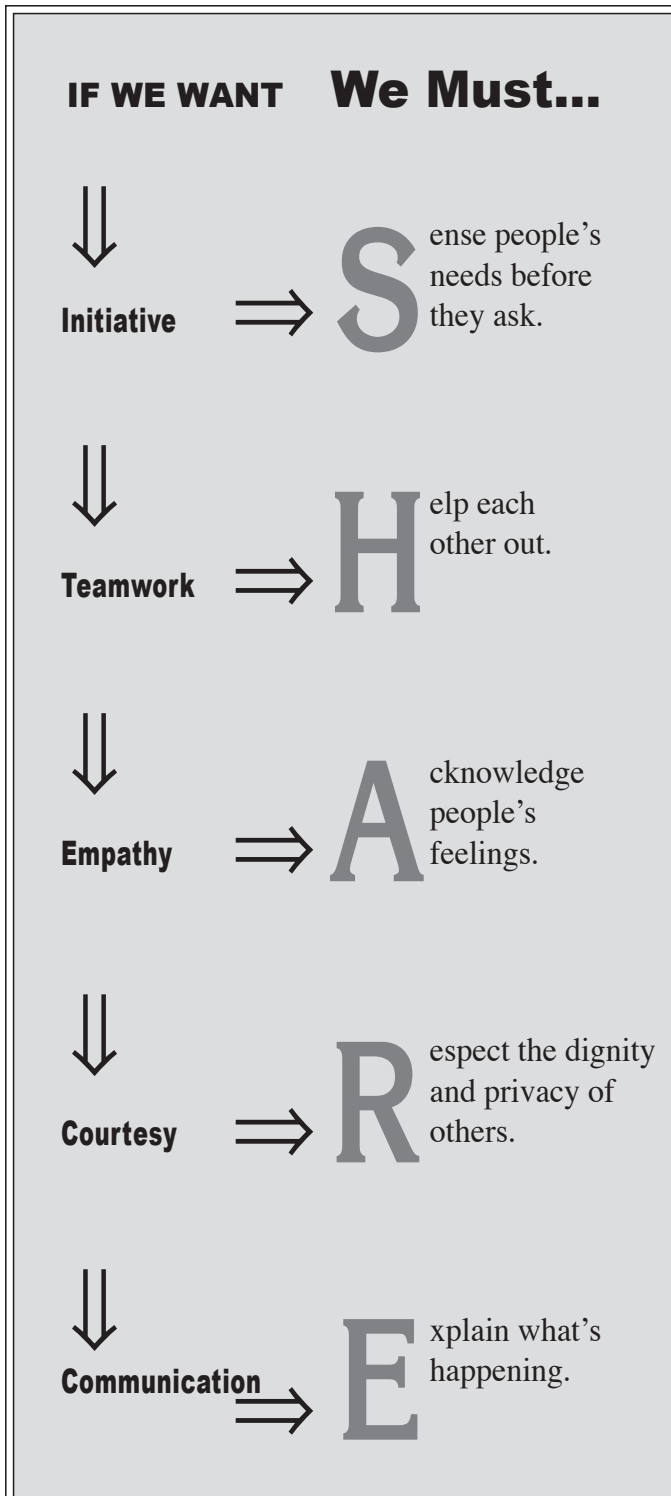 IF WE WANT We Must...
Initiative
Sense people's
needs before
they ask.
Teamwork
Help each
other out.
Empathy
Acknowledge
people's
feelings.
Courtesy
Respect the dignity
and privacy of
others.
Communication
Explain what's
happening.